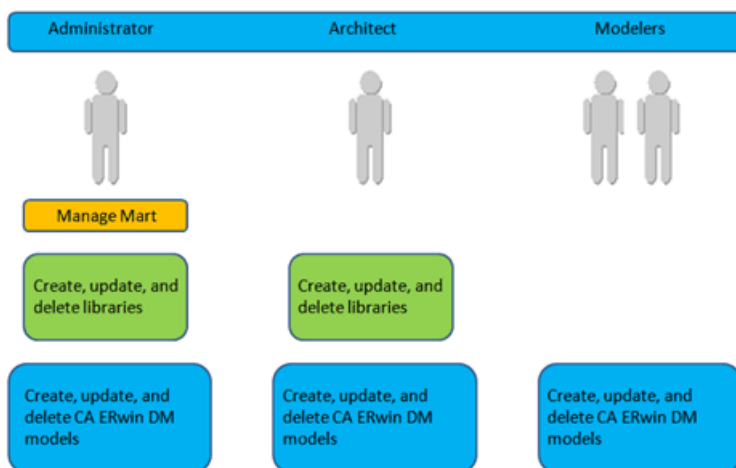 Administrator
Architect
Modelers
Manage Mart
Create, update, and
delete libraries
Create, update, and
delete libraries
Create, update, and
delete CA ERwin DM
models
Create, update, and
delete CA ERwin DM
models
Create, update, and
delete CA ERwin DM
models